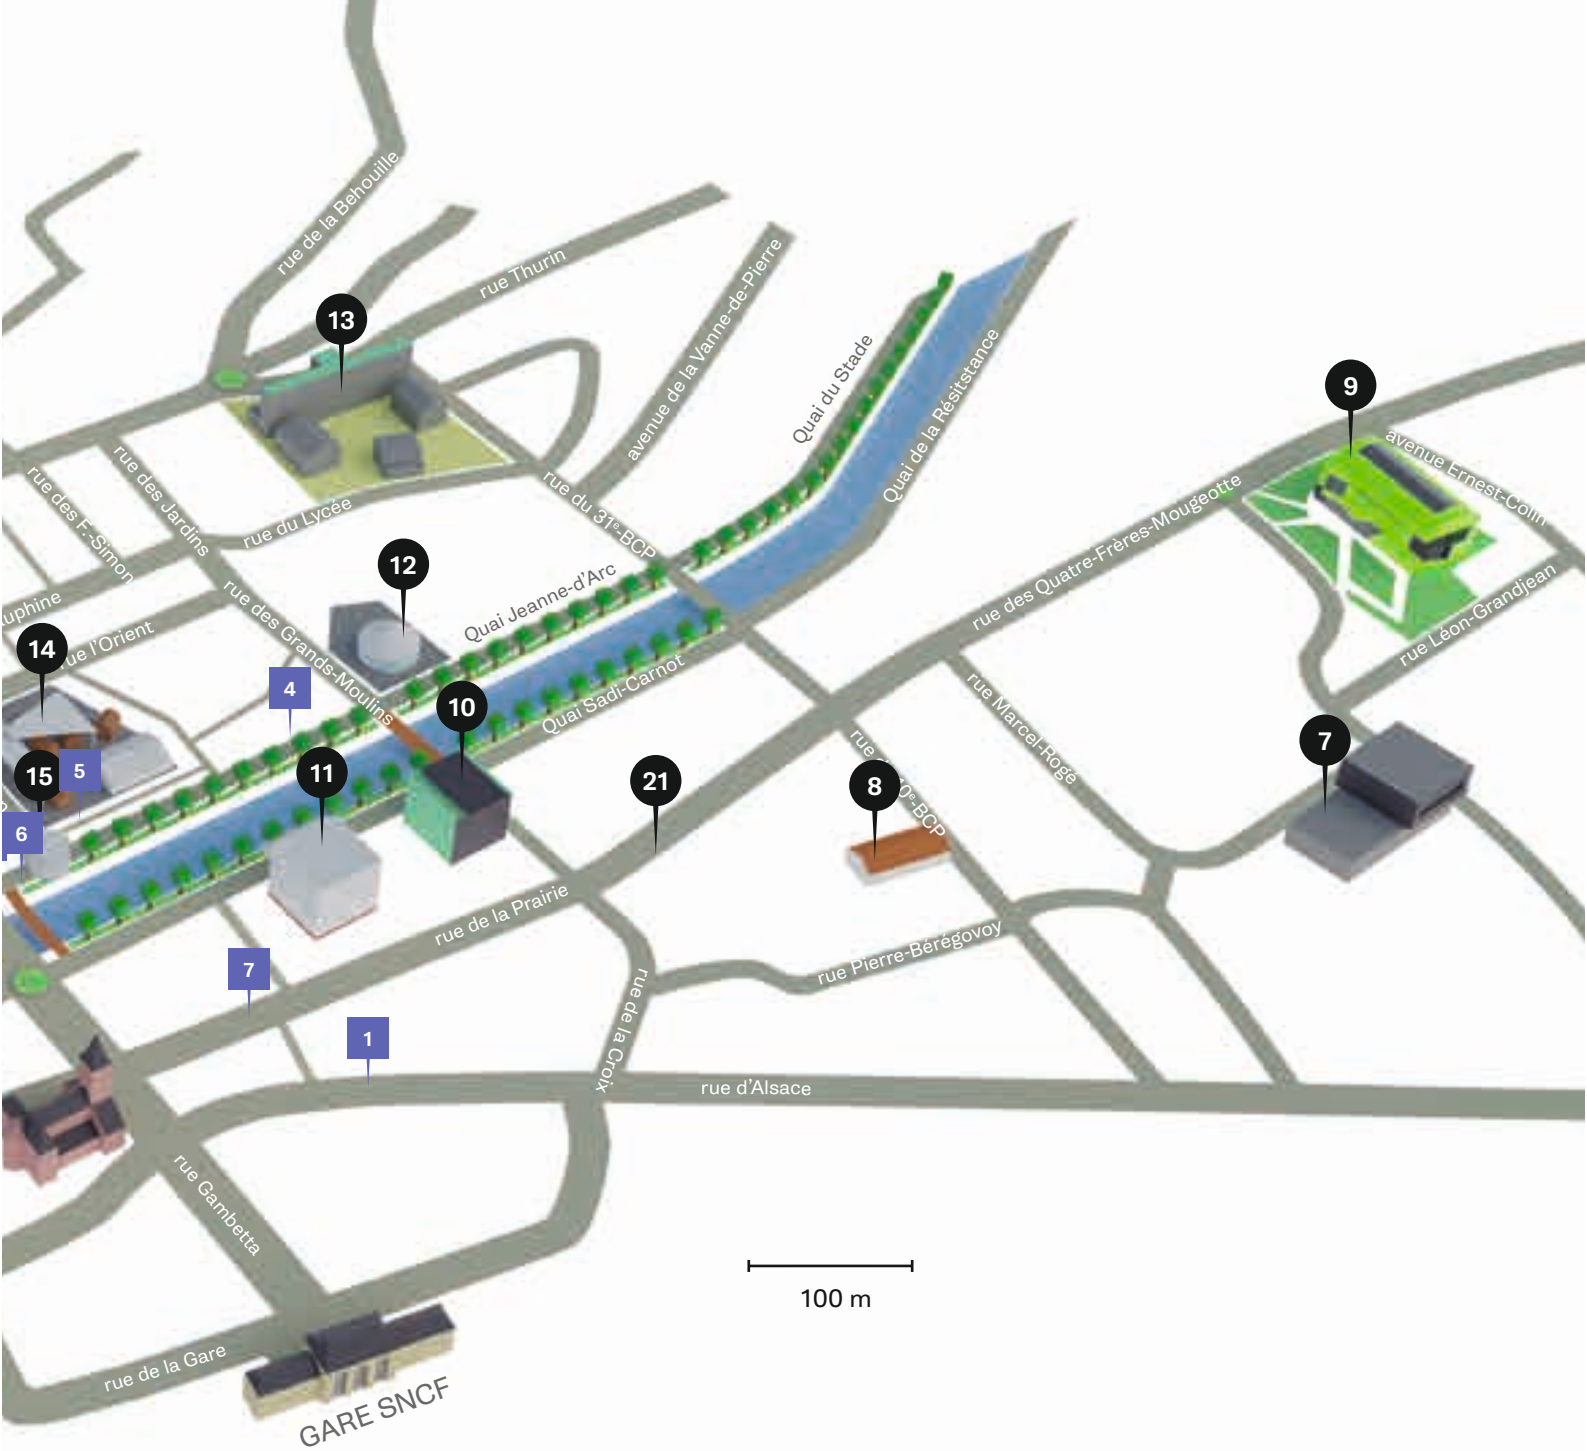 rue de la Behouille
rue Thurin
13
avenue de la Vanne-de-Pierre
Quai du Stade
Quai de la Résitstance
9
avenue Ernest-Colin
rue des F.-Simon
rue des Jardins
rue du Lycée
rue du 31e-BCP
rue des Quatre-Frères-Mougeotte
rue Léon-Grandjean
12
Quai Jeanne-d'Arc
rue des Grands-Moulins
uphine
rue l'Orient
14
4
10
Quai Sadi-Carnot
rue Marcel-Rogé
7
15
5
11
21
8
0e-BCP
6
rue de la Prairie
rue Pierre-Bérégovoy
7
rue de la Croix
1
rue d'Alsace
rue Gambetta
100 m
rue de la Gare
GARE SNCF